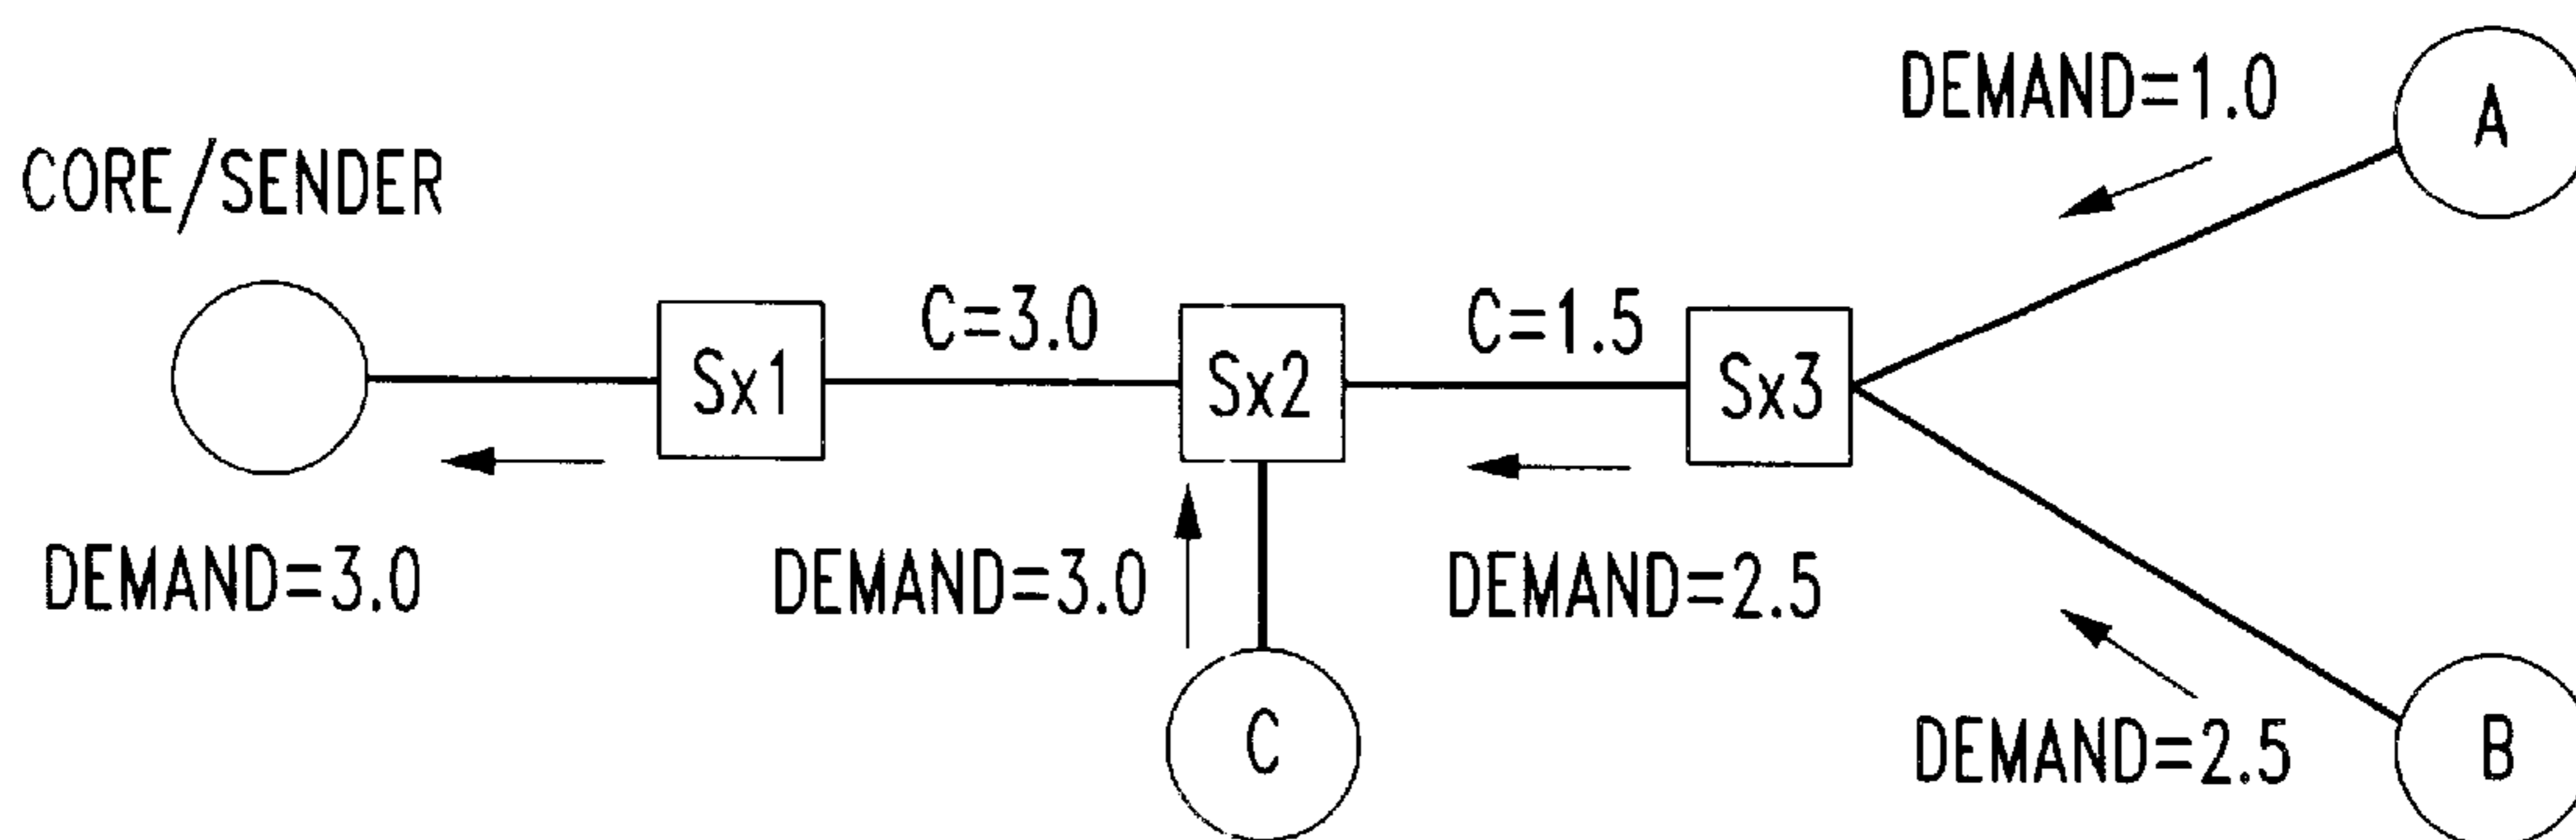 DEMAND=1.0
A
CORE/SENDER
C=3.0
C=1.5
Sx1
Sx2
Sx3
DEMAND=3.0
DEMAND=3.0
DEMAND=2.5
C
DEMAND=2.5
B